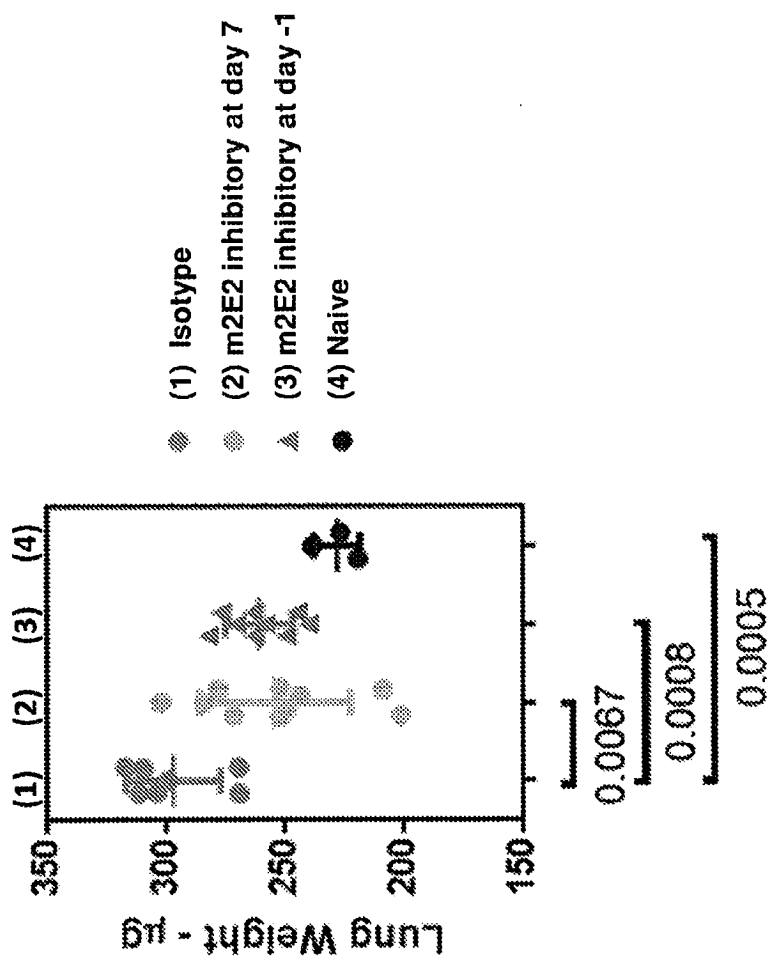 (1) (2) (3) (4)
350
300
250
200
150
Lung Weight - µg
(1) Isotype
(2) m2E2 inhibitory at day 7
(3) m2E2 inhibitory at day -1
(4) Naive
0.0067
0.0008
0.0005